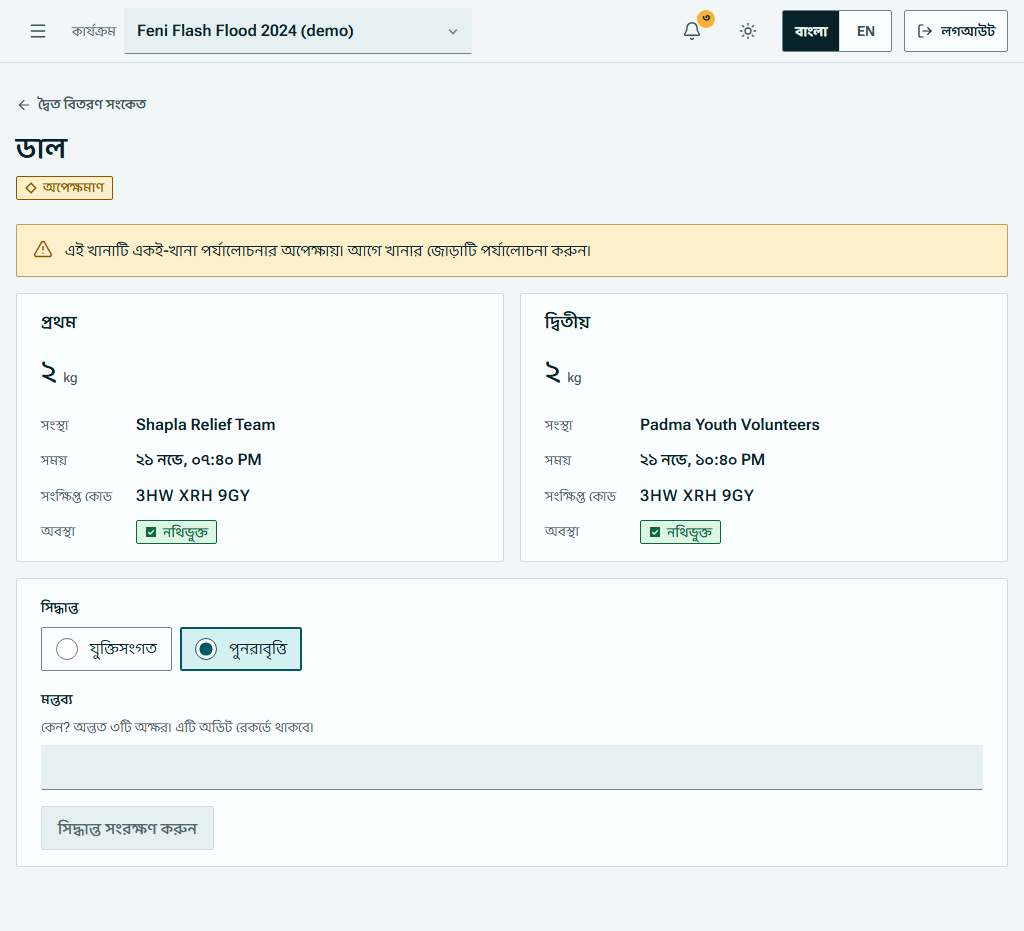 কার্যক্রম Feni Flash Flood 2024 (demo) ৩ বাংলা EN লগআউট
দ্বৈত বিতরণ সংকেত
ডাল
অপেক্ষমাণ
এই খানাটি একই-খানা পর্যালোচনার অপেক্ষায়। আগে খানার জোড়াটি পর্যালোচনা করুন।
প্রথম
২ kg
সংস্থা Shapla Relief Team
সময় ২১ নভে, ০৭:৪০ PM
সংক্ষিপ্ত কোড 3HW XRH 9GY
অবস্থা নথিভুক্ত
দ্বিতীয়
২ kg
সংস্থা Padma Youth Volunteers
সময় ২১ নভে, ১০:৪০ PM
সংক্ষিপ্ত কোড 3HW XRH 9GY
অবস্থা নথিভুক্ত
সিদ্ধান্ত
যুক্তিসংগত পুনরাবৃত্তি
মন্তব্য
কেন? অন্তত ৩টি অক্ষর। এটি অডিট রেকর্ডে থাকবে।
সিদ্ধান্ত সংরক্ষণ করুন